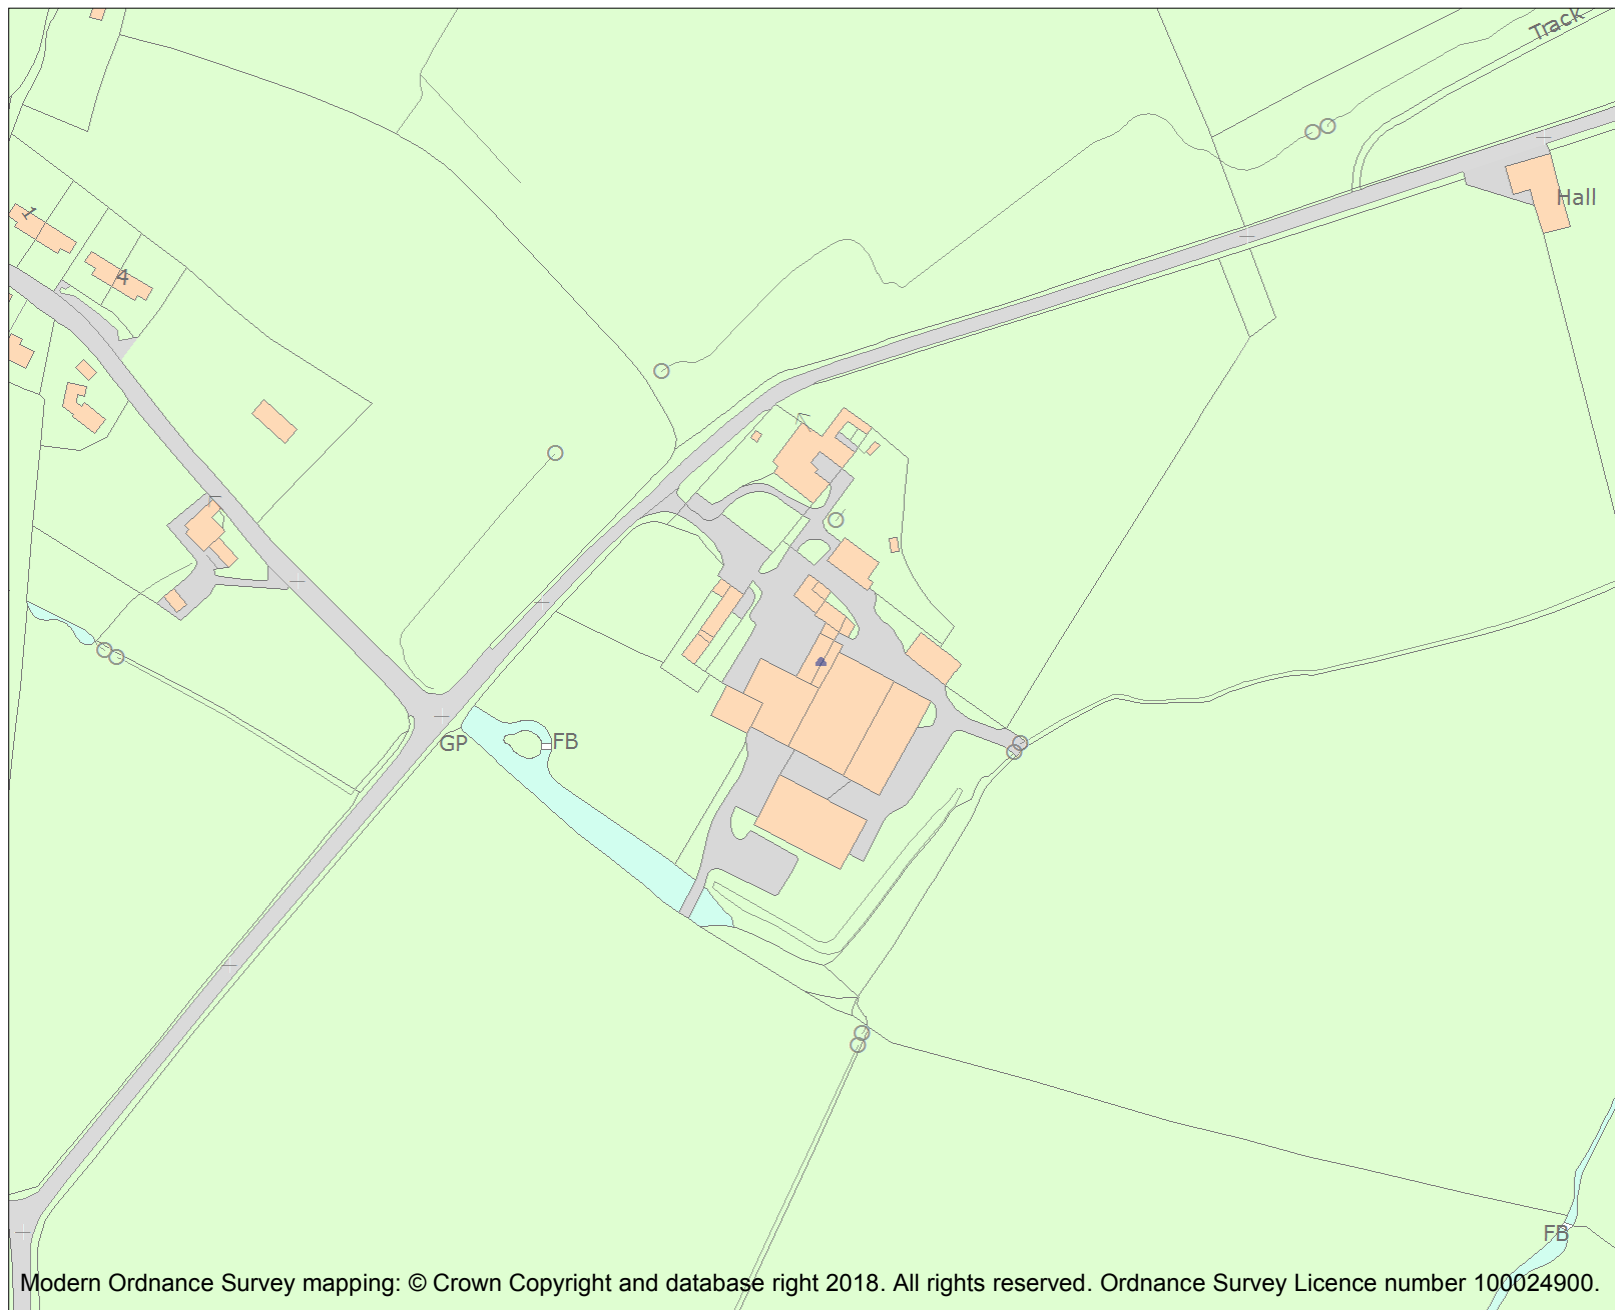 Track
Hall
1
4
GP
FB
FB
Modern Ordnance Survey mapping: © Crown Copyright and database right 2018. All rights reserved. Ordnance Survey Licence number 100024900.